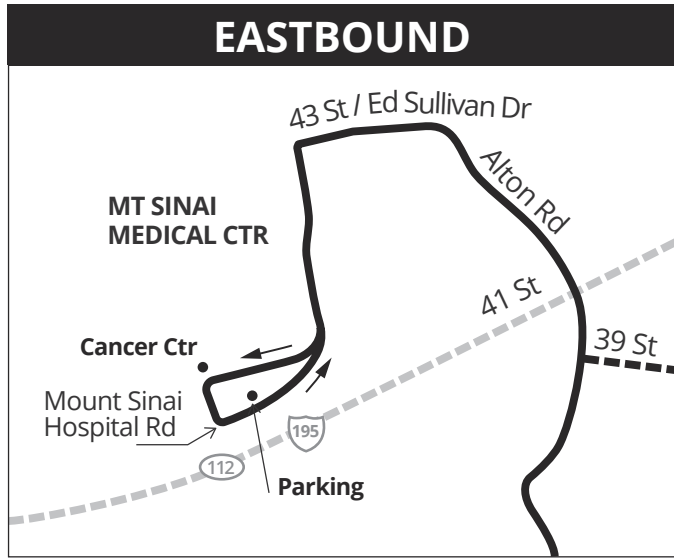 EASTBOUND
43 St / Ed Sullivan Dr
Alton Rd
MT SINAI
MEDICAL CTR
41 St
39 St
Cancer Ctr
Mount Sinai
Hospital Rd
195
112
Parking